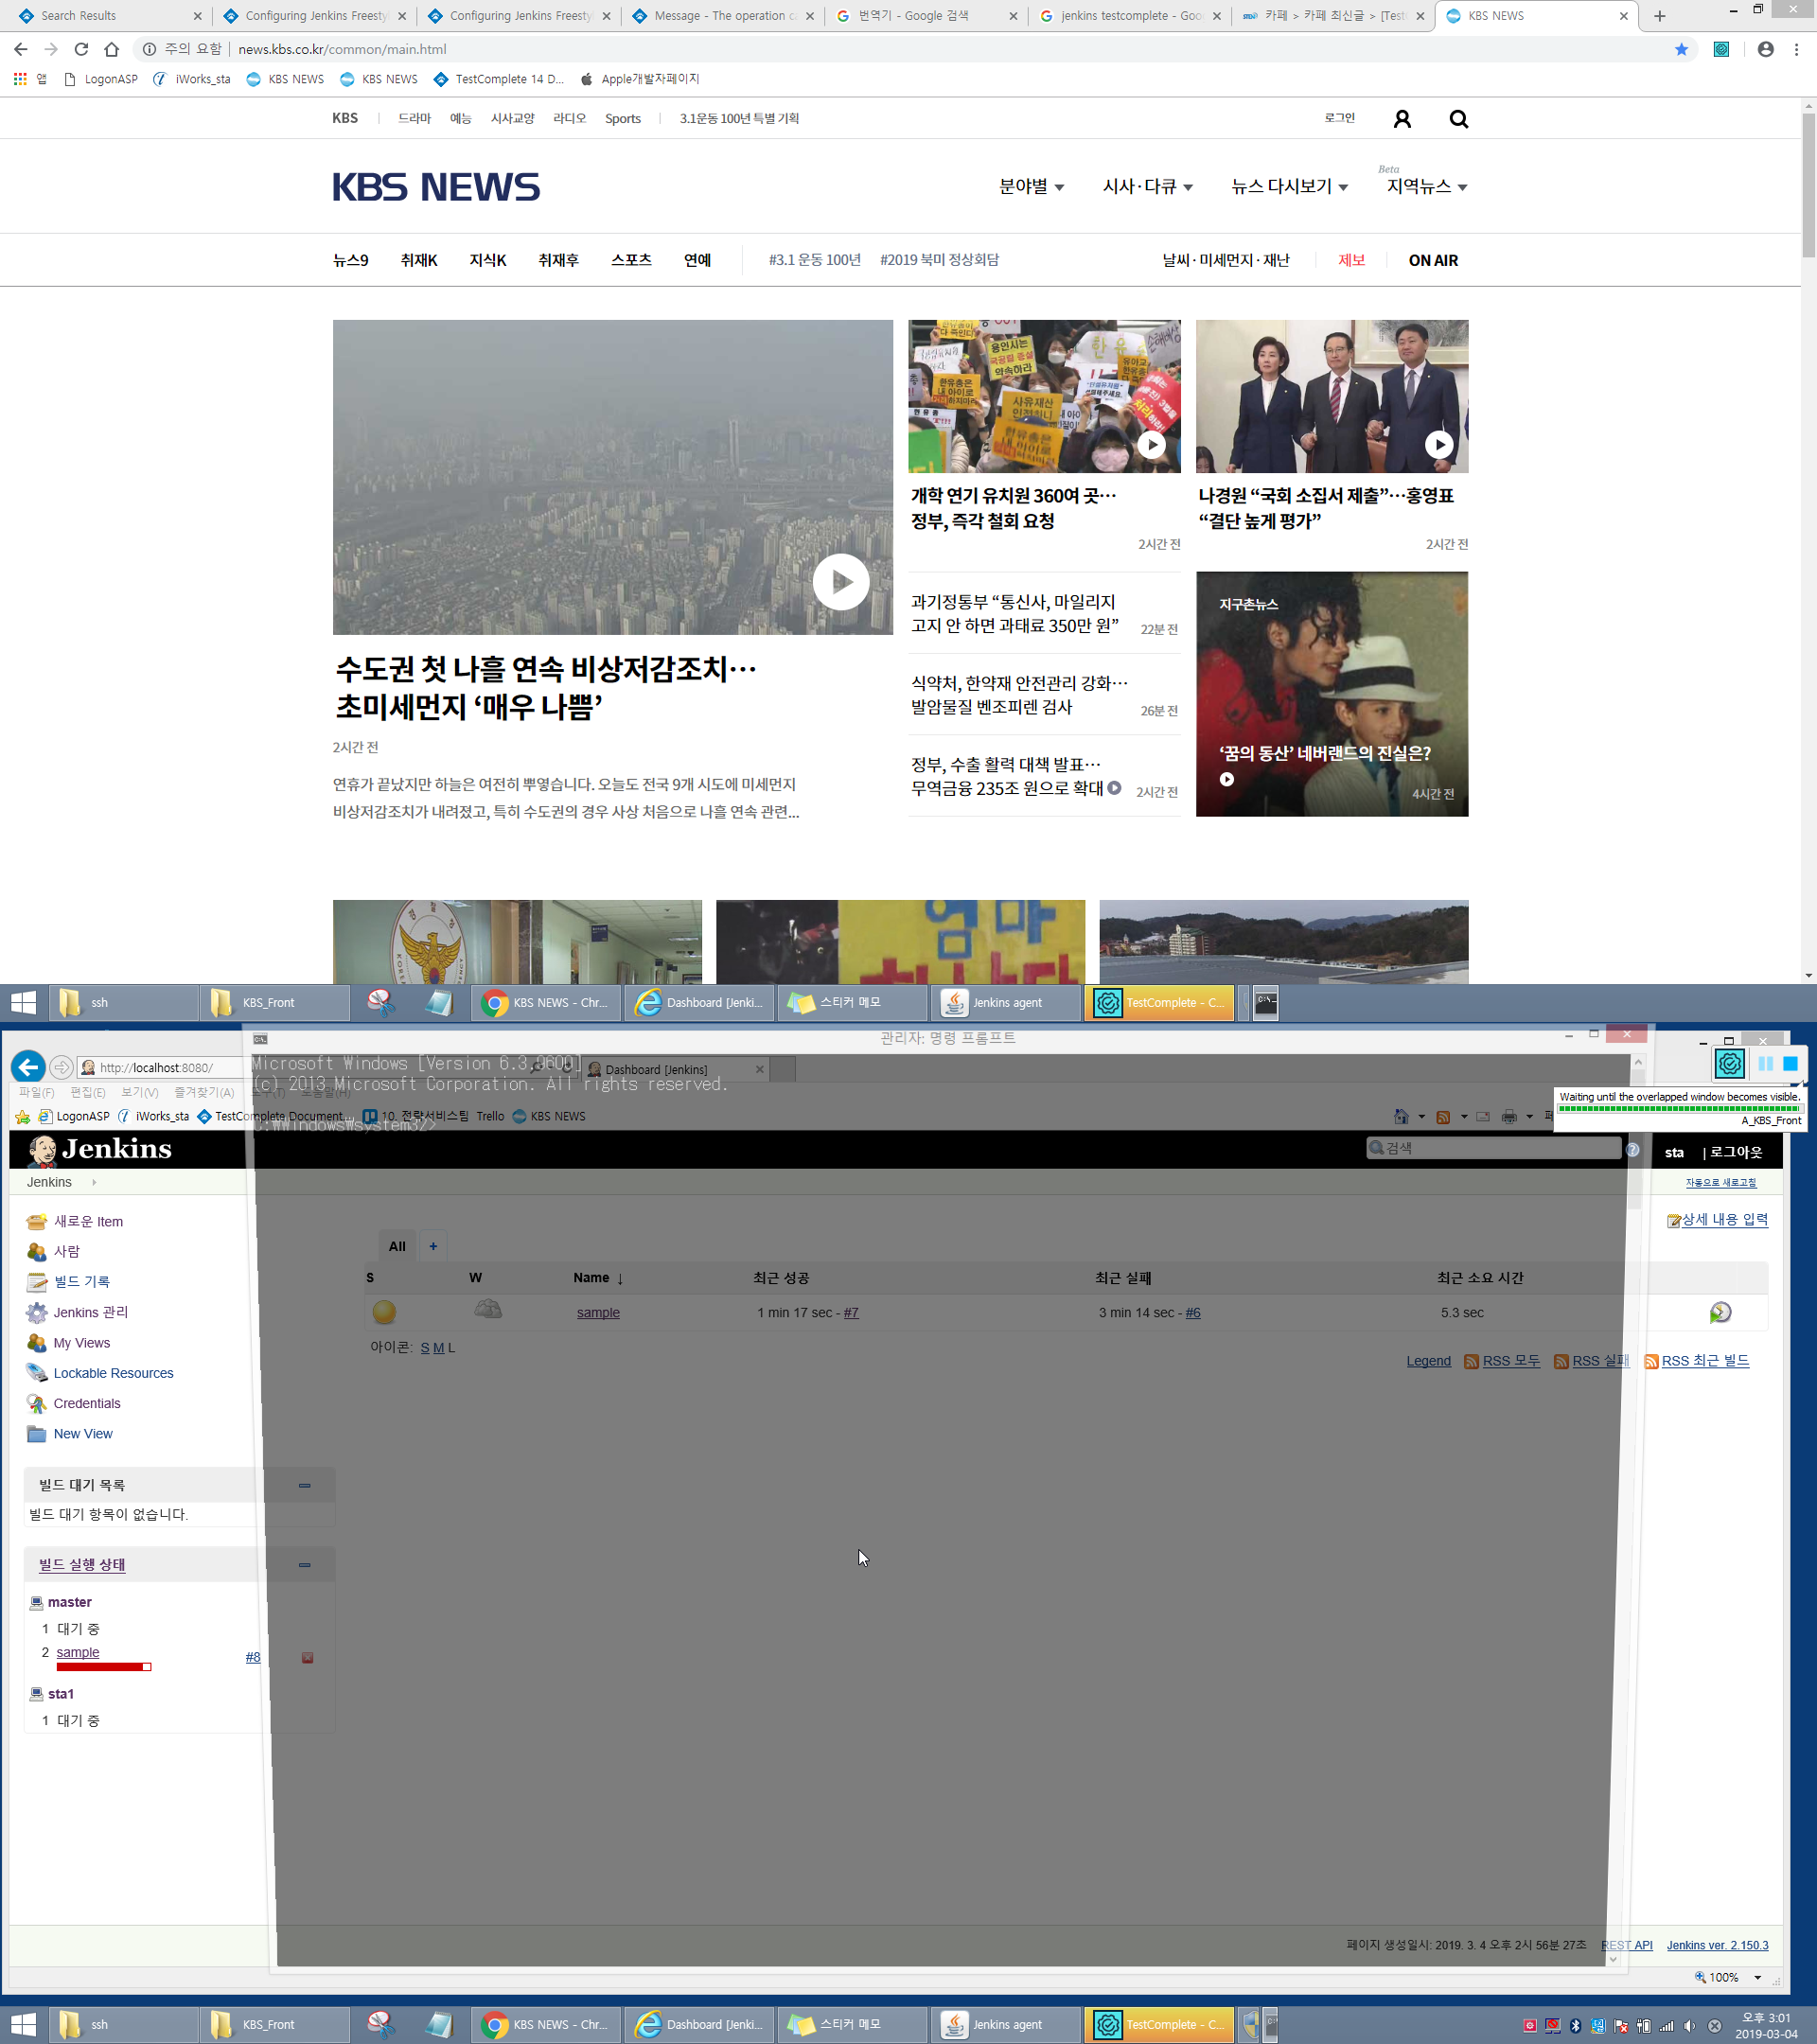 Search Results
Configuring Jenkins Freesty
Configuring Jenkins Freesty
Message - The operation c
번역기 - Google 검색
jenkins testcomplete - Goo
카페 > 카페 최신글 > [Test
KBS NEWS
주의 요함 | news.kbs.co.kr/common/main.html
앱 LogonASP iWorks_sta KBS NEWS KBS NEWS TestComplete 14 D... Apple개발자페이지
KBS 드라마 예능 시사교양 라디오 Sports 3.1운동 100년 특별 기획 로그인
KBS NEWS
분야별 시사·다큐 뉴스 다시보기 Beta 지역뉴스
뉴스9 취재K 지식K 취재후 스포츠 연예 #3.1 운동 100년 #2019 북미 정상회담 날씨·미세먼지·재난 제보 ON AIR
수도권 첫 나흘 연속 비상저감조치…
초미세먼지 ‘매우 나쁨’
2시간 전
연휴가 끝났지만 하늘은 여전히 뿌옇습니다. 오늘도 전국 9개 시도에 미세먼지
비상저감조치가 내려졌고, 특히 수도권의 경우 사상 처음으로 나흘 연속 관련...
개학 연기 유치원 360여 곳…
정부, 즉각 철회 요청
2시간 전
나경원 “국회 소집서 제출”…홍영표
“결단 높게 평가”
2시간 전
과기정통부 “통신사, 마일리지
고지 안 하면 과태료 350만 원” 22분 전
식약처, 한약재 안전관리 강화…
발암물질 벤조피렌 검사 26분 전
정부, 수출 활력 대책 발표…
무역금융 235조 원으로 확대 2시간 전
지구촌뉴스
‘꿈의 동산’ 네버랜드의 진실은?
4시간 전
엄마
ssh KBS_Front KBS NEWS - Chr... Dashboard [Jenki... 스티커 메모 Jenkins agent TestComplete - C...
관리자: 명령 프롬프트
Microsoft Windows [Version 6.3.9600]
(c) 2013 Microsoft Corporation. All rights reserved.
C:\Windows\system32>
http://localhost:8080/
Dashboard [Jenkins]
파일(F) 편집(E) 보기(V) 즐겨찾기(A) 도구(T) 도움말(H)
LogonASP iWorks_sta TestComplete Document... 10. 전략서비스팀 Trello KBS NEWS
Waiting until the overlapped window becomes visible.
A_KBS_Front
Jenkins
검색
sta | 로그아웃
Jenkins
자동으로 새로고침
새로운 Item
사람
빌드 기록
Jenkins 관리
My Views
Lockable Resources
Credentials
New View
상세 내용 입력
All +
S W Name ↓ 최근 성공 최근 실패 최근 소요 시간
sample 1 min 17 sec - #7 3 min 14 sec - #6 5.3 sec
아이콘: S M L
Legend RSS 모두 RSS 실패 RSS 최근 빌드
빌드 대기 목록
빌드 대기 항목이 없습니다.
빌드 실행 상태
master
1 대기 중
2 sample #8
sta1
1 대기 중
페이지 생성일시: 2019. 3. 4 오후 2시 56분 27초 REST API Jenkins ver. 2.150.3
100%
ssh KBS_Front KBS NEWS - Chr... Dashboard [Jenki... 스티커 메모 Jenkins agent TestComplete - C...
오후 3:01
2019-03-04